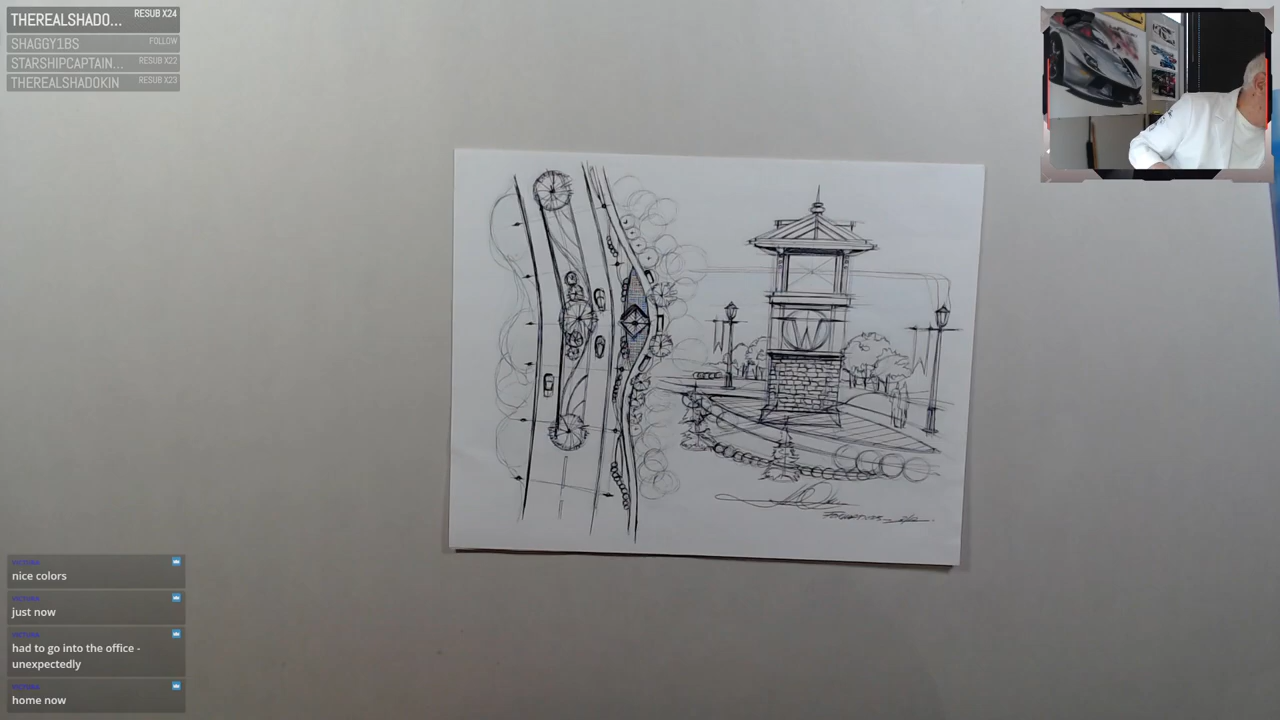 THEREALSHADO...
RESUB X24
SHAGGY1BS
FOLLOW
STARSHIPCAPTAIN...
RESUB X22
THEREALSHADOKIN
RESUB X23
W
nice colors
just now
had to go into the office -
unexpectedly
home now